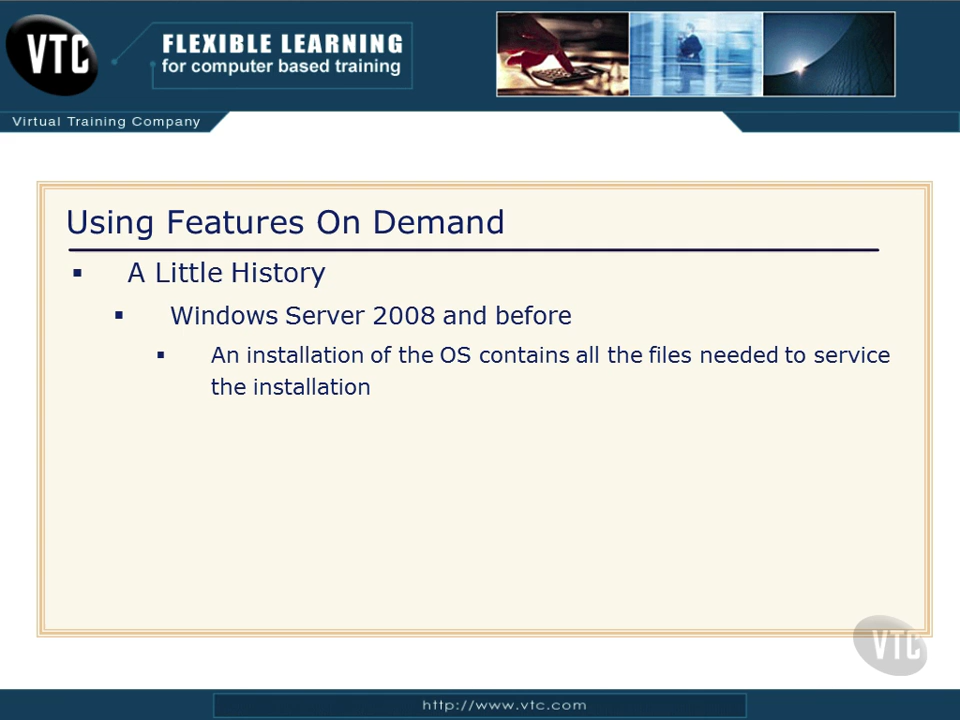 VTC
FLEXIBLE LEARNING
for computer based training
Virtual Training Company
Using Features On Demand
▪ A Little History
▪ Windows Server 2008 and before
▪ An installation of the OS contains all the files needed to service
the installation
VTC
http://www.vtc.com